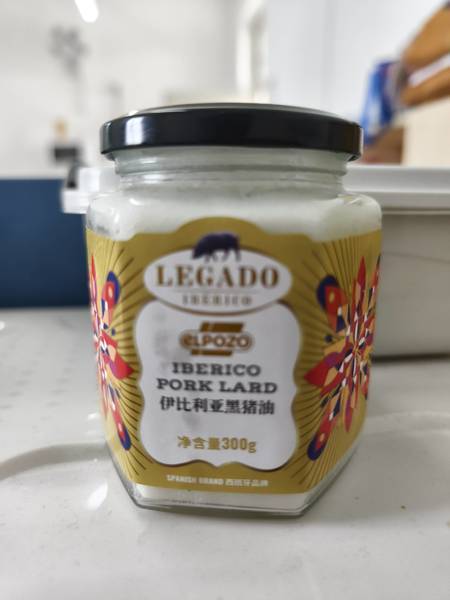 LEGADO
IBÉRICO
eLPOZO
IBERICO
PORK LARD
伊比利亚黑猪油
净含量300g
SPANISH BRAND 西班牙品牌